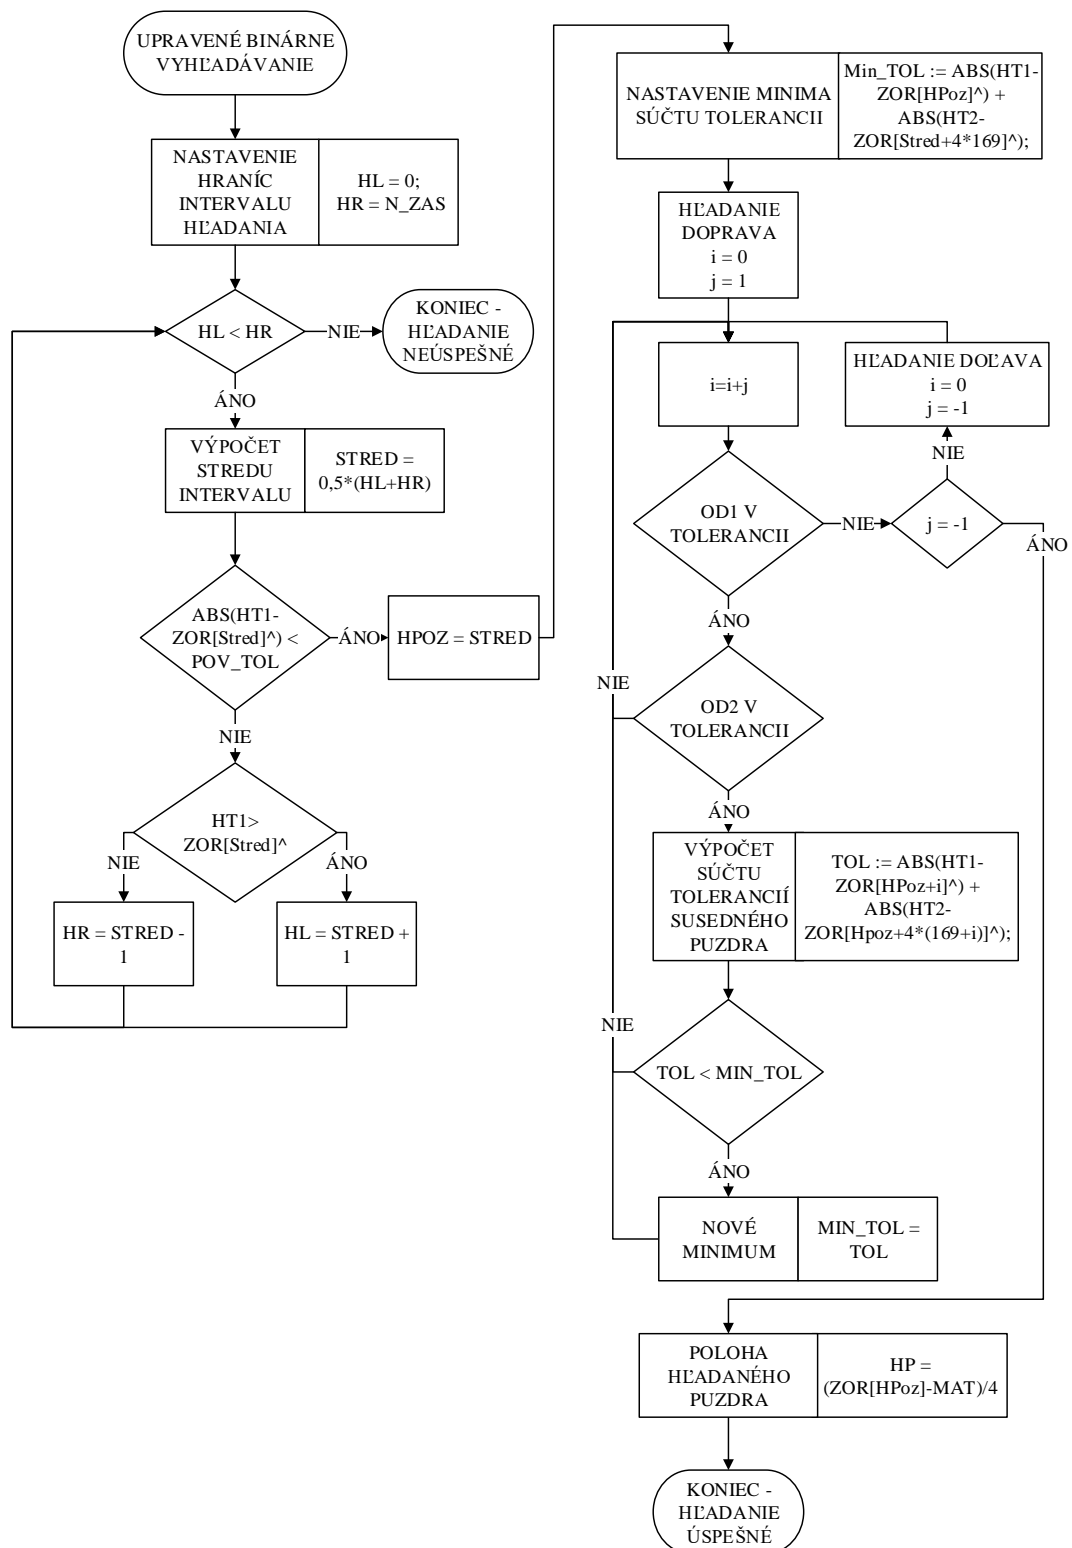 UPRAVENÉ BINÁRNE
VYHĽADÁVANIE
NASTAVENIE
HRANÍC
INTERVALU
HĽADANIA
HL = 0;
HR = N_ZAS
HL < HR
NIE
KONIEC -
HĽADANIE
NEÚSPEŠNÉ
ÁNO
VÝPOČET
STREDU
INTERVALU
STRED =
0,5*(HL+HR)
ABS(HT1-
ZOR[Stred]^) <
POV_TOL
ÁNO
HPOZ = STRED
NIE
HT1>
ZOR[Stred]^
NIE
ÁNO
HR = STRED -
1
HL = STRED +
1
NASTAVENIE MINIMA
SÚČTU TOLERANCII
Min_TOL := ABS(HT1-
ZOR[HPoz]^) +
ABS(HT2-
ZOR[Stred+4*169]^);
HĽADANIE
DOPRAVA
i = 0
j = 1
i=i+j
HĽADANIE DOĽAVA
i = 0
j = -1
NIE
OD1 V
TOLERANCII
NIE
j = -1
ÁNO
ÁNO
NIE
OD2 V
TOLERANCII
ÁNO
VÝPOČET
SÚČTU
TOLERANCIÍ
SUSEDNÉHO
PUZDRA
TOL := ABS(HT1-
ZOR[HPoz+i]^) +
ABS(HT2-
ZOR[Hpoz+4*(169+i)]^);
NIE
TOL < MIN_TOL
ÁNO
NOVÉ
MINIMUM
MIN_TOL =
TOL
POLOHA
HĽADANÉHO
PUZDRA
HP =
(ZOR[HPoz]-MAT)/4
KONIEC -
HĽADANIE
ÚSPEŠNÉ